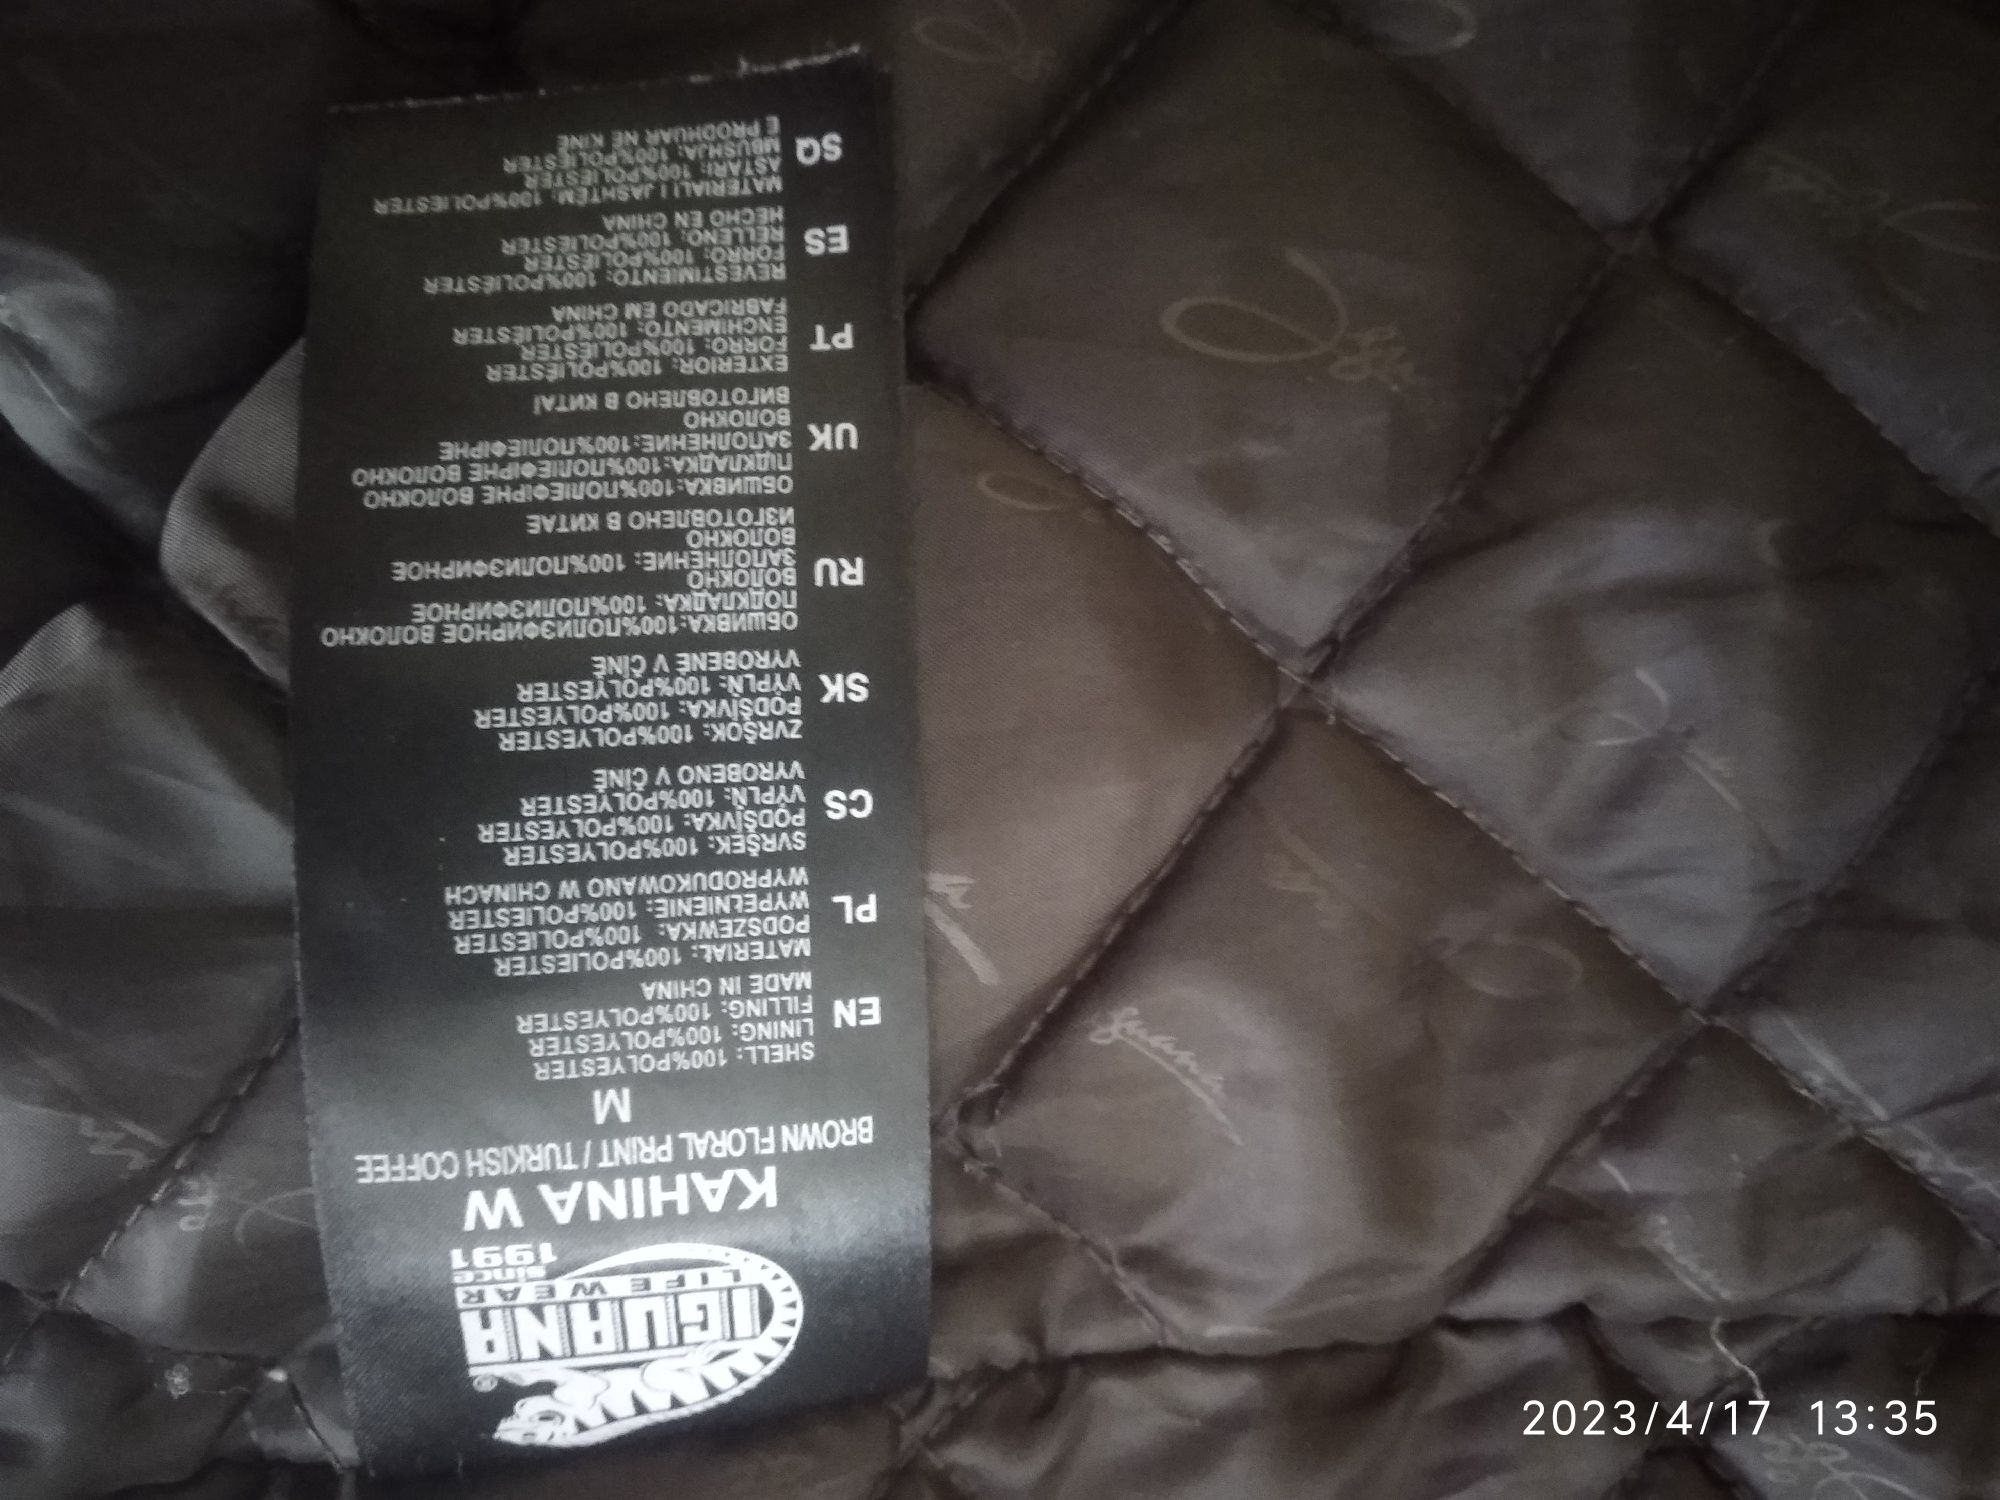 IGUANA®
LIFE WEAR
since
1991
KAHINA W
BROWN FLORAL PRINT / TURKISH COFFEE
M
EN
SHELL: 100%POLYESTER
LINING: 100%POLYESTER
FILLING: 100%POLYESTER
MADE IN CHINA
PL
MATERIAŁ: 100%POLIESTER
PODSZEWKA: 100%POLIESTER
WYPEŁNIENIE: 100%POLIESTER
WYPRODUKOWANO W CHINACH
CS
SVRŠEK: 100%POLYESTER
PODŠÍVKA: 100%POLYESTER
VÝPLŇ: 100%POLYESTER
VYROBENO V ČÍNĚ
SK
ZVRŠOK: 100%POLYESTER
PODŠÍVKA: 100%POLYESTER
VÝPLŇ: 100%POLYESTER
VYROBENÉ V ČÍNĚ
RU
ОБШИВКА:100%ПОЛИЭФИРНОЕ ВОЛОКНО
ПОДКЛАДКА: 100%ПОЛИЭФИРНОЕ
ВОЛОКНО
ЗАПОЛНЕНИЕ: 100%ПОЛИЭФИРНОЕ
ВОЛОКНО
ИЗГОТОВЛЕНО В КИТАЕ
UK
ОБШИВКА:100%ПОЛІЕФІРНЕ ВОЛОКНО
ПІДКЛАДКА:100%ПОЛІЕФІРНЕ ВОЛОКНО
ЗАПОЛНЕНИЕ:100%ПОЛІЕФІРНЕ
ВОЛОКНО
ВИГОТОВЛЕНО В КИТАЇ
PT
EXTERIOR: 100%POLIÉSTER
FORRO: 100%POLIÉSTER
ENCHIMENTO: 100%POLIÉSTER
FABRICADO EM CHINA
ES
REVESTIMIENTO: 100%POLIÉSTER
FORRO: 100%POLIÉSTER
RELLENO: 100%POLIÉSTER
HECHO EN CHINA
SQ
MATERIALI I JASHTËM: 100%POLIESTER
ASTARI: 100%POLIESTER
MBUSHJA: 100%POLIESTER
E PRODHUAR NË KINË
2023/4/17 13:35